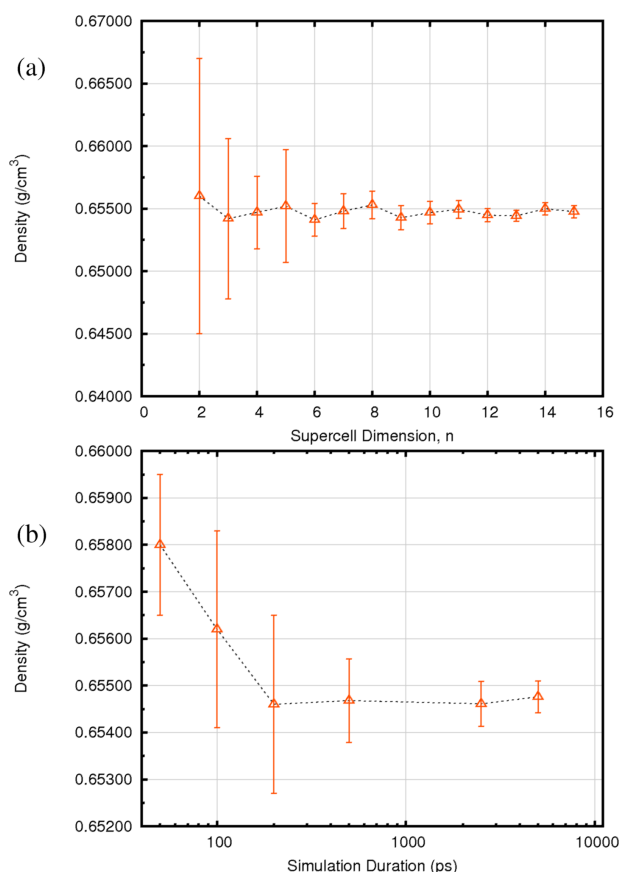 (a)
Density (g/cm³)
0.67000
0.66500
0.66000
0.65500
0.65000
0.64500
0.64000
0 2 4 6 8 10 12 14 16
Supercell Dimension, n
(b)
Density (g/cm³)
0.66000
0.65900
0.65800
0.65700
0.65600
0.65500
0.65400
0.65300
0.65200
100 1000 10000
Simulation Duration (ps)